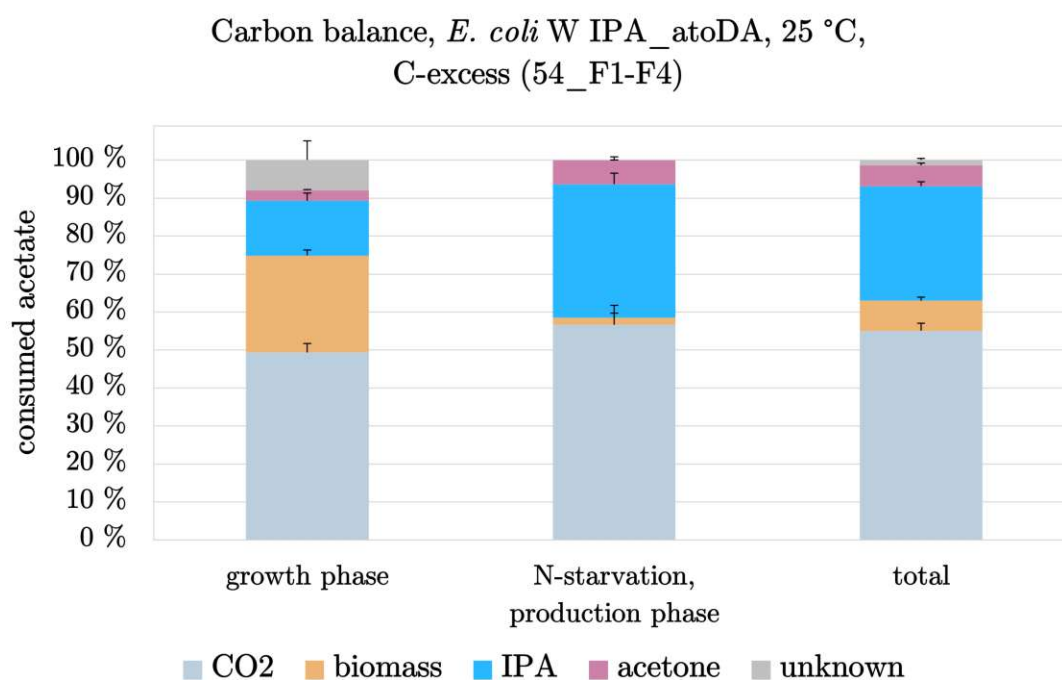 Carbon balance, E. coli W IPA_atoDA, 25 °C,
C-excess (54_F1-F4)
consumed acetate
100 %
90 %
80 %
70 %
60 %
50 %
40 %
30 %
20 %
10 %
0 %
growth phase
N-starvation,
production phase
total
CO2 biomass IPA acetone unknown